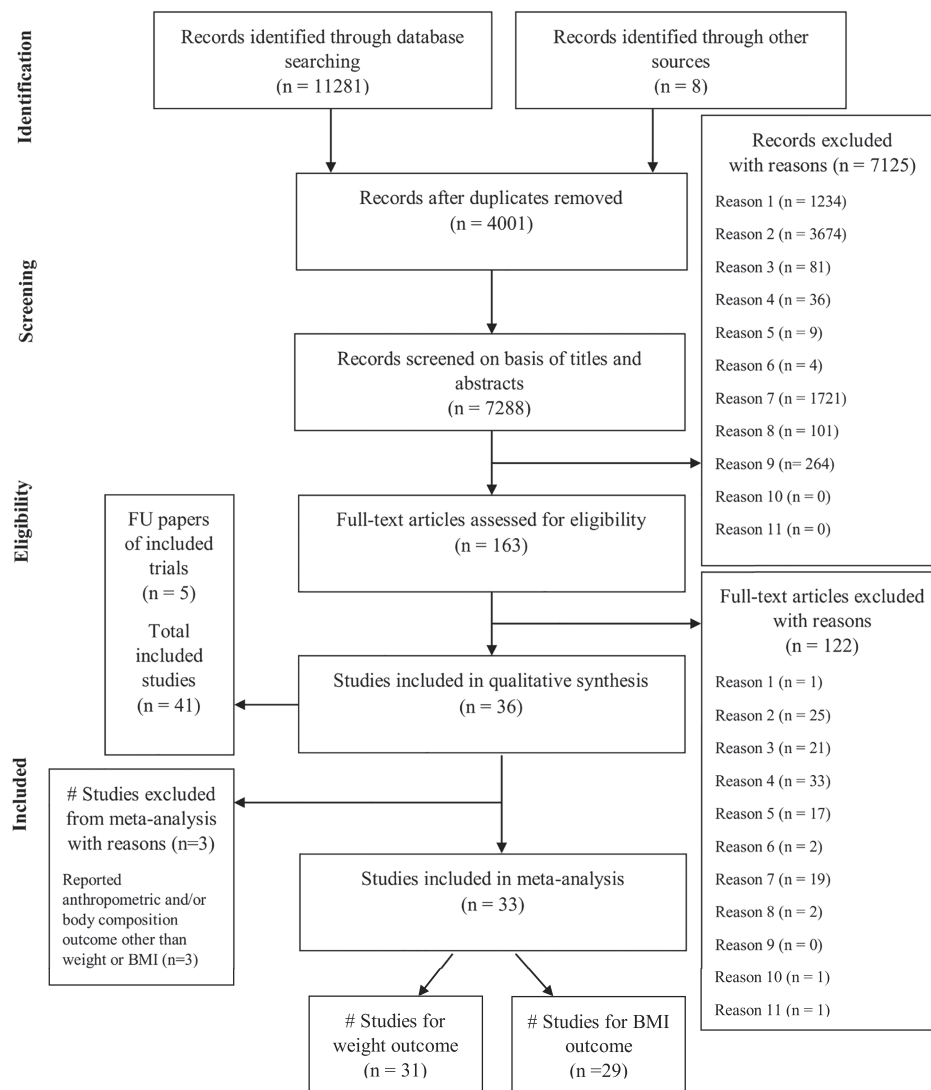 Identification
Records identified through database
searching
(n = 11281)
Records identified through other
sources
(n = 8)
Records after duplicates removed
(n = 4001)
Records excluded
with reasons (n = 7125)
Reason 1 (n = 1234)
Reason 2 (n = 3674)
Reason 3 (n = 81)
Reason 4 (n = 36)
Reason 5 (n = 9)
Reason 6 (n = 4)
Reason 7 (n = 1721)
Reason 8 (n = 101)
Reason 9 (n= 264)
Reason 10 (n = 0)
Reason 11 (n = 0)
Screening
Records screened on basis of titles and
abstracts
(n = 7288)
Eligibility
Full-text articles assessed for eligibility
(n = 163)
FU papers
of included
trials
(n = 5)
Total
included
studies
(n = 41)
Full-text articles excluded
with reasons
(n = 122)
Reason 1 (n = 1)
Reason 2 (n = 25)
Reason 3 (n = 21)
Reason 4 (n = 33)
Reason 5 (n = 17)
Reason 6 (n = 2)
Reason 7 (n = 19)
Reason 8 (n = 2)
Reason 9 (n = 0)
Reason 10 (n = 1)
Reason 11 (n = 1)
Studies included in qualitative synthesis
(n = 36)
Included
# Studies excluded
from meta-analysis
with reasons (n=3)
Reported
anthropometric and/or
body composition
outcome other than
weight or BMI (n=3)
Studies included in meta-analysis
(n = 33)
# Studies for
weight outcome
(n = 31)
# Studies for BMI
outcome
(n =29)